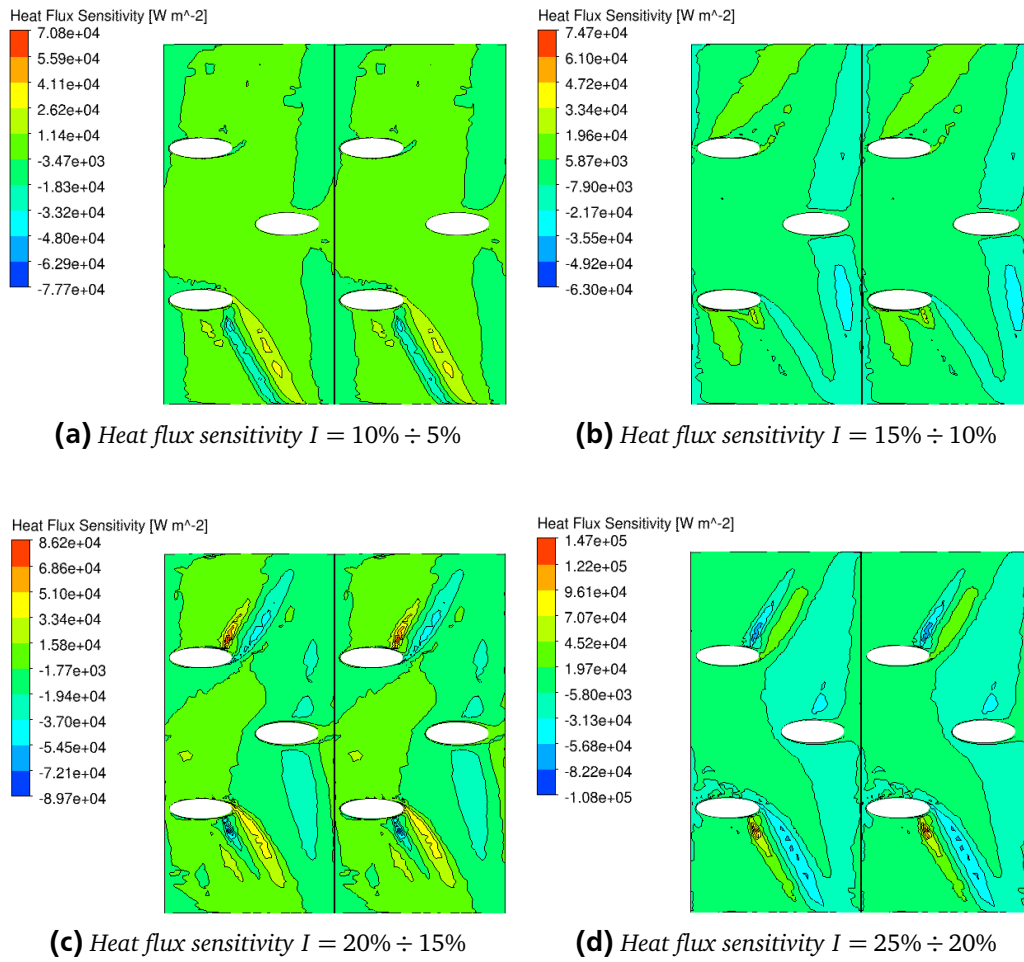 Heat Flux Sensitivity [W m^-2]
7.08e+04
5.59e+04
4.11e+04
2.62e+04
1.14e+04
-3.47e+03
-1.83e+04
-3.32e+04
-4.80e+04
-6.29e+04
-7.77e+04
(a) Heat flux sensitivity I = 10% ÷ 5%
Heat Flux Sensitivity [W m^-2]
7.47e+04
6.10e+04
4.72e+04
3.34e+04
1.96e+04
5.87e+03
-7.90e+03
-2.17e+04
-3.55e+04
-4.92e+04
-6.30e+04
(b) Heat flux sensitivity I = 15% ÷ 10%
Heat Flux Sensitivity [W m^-2]
8.62e+04
6.86e+04
5.10e+04
3.34e+04
1.58e+04
-1.77e+03
-1.94e+04
-3.70e+04
-5.45e+04
-7.21e+04
-8.97e+04
(c) Heat flux sensitivity I = 20% ÷ 15%
Heat Flux Sensitivity [W m^-2]
1.47e+05
1.22e+05
9.61e+04
7.07e+04
4.52e+04
1.97e+04
-5.80e+03
-3.13e+04
-5.68e+04
-8.22e+04
-1.08e+05
(d) Heat flux sensitivity I = 25% ÷ 20%